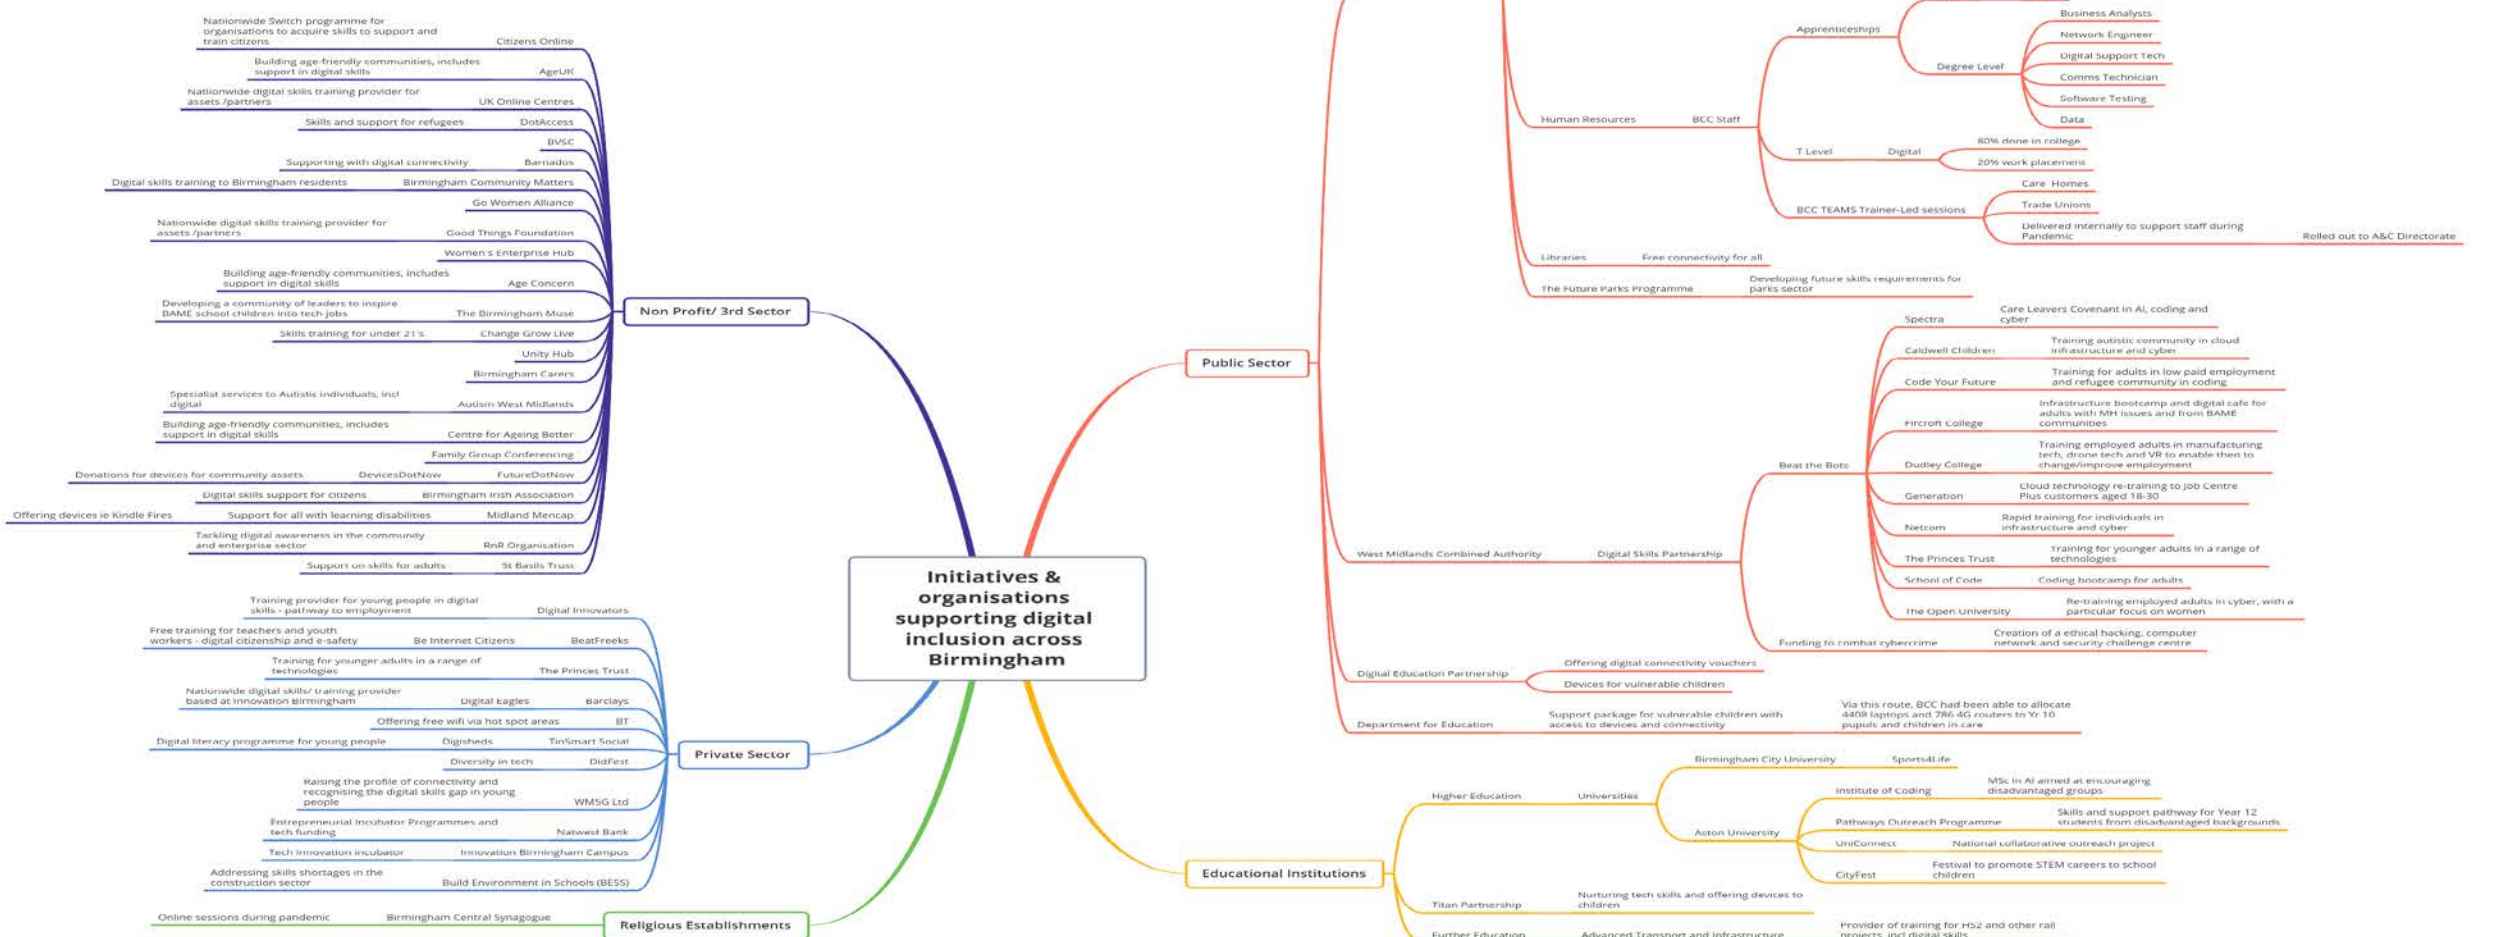 Nationwide Switch programme for
organisations to acquire skills to support and
train citizens
Citizens Online
Building age-friendly communities, includes
support in digital skills
AgeUK
Natiionwide digital skills training provider for
assets /partners
UK Online Centres
Skills and support for refugees
DotAccess
BVSC
Supporting with digital connectivity
Barnados
Digital skills training to Birmingham residents
Birmingham Community Matters
Go Women Alliance
Nationwide digital skills training provider for
assets /partners
Good Things Foundation
Women's Enterprise Hub
Building age-friendly communities, includes
support in digital skills
Age Concern
Developing a community of leaders to inspire
BAME school children into tech jobs
The Birmingham Muse
Skills training for under 21's
Change Grow Live
Unity Hub
Birmingham Carers
Specialist services to Autistic individuals, incl
digital
Autism West Midlands
Building age-friendly communities, includes
support in digital skills
Centre for Ageing Better
Family Group Conferencing
Donations for devices for community assets
DevicesDotNow
FutureDotNow
Digital skills support for citizens
Birmingham Irish Association
Offering devices ie Kindle Fires
Support for all with learning disabilities
Midland Mencap
Tackling digital awareness in the community
and enterprise sector
RnR Organisation
Support on skills for adults
St Basils Trust
Non Profit/ 3rd Sector
Training provider for young people in digital
skills - pathway to employment
Digital Innovators
Free training for teachers and youth
workers - digital citizenship and e-safety
Be Internet Citizens
BeatFreeks
Training for younger adults in a range of
technologies
The Princes Trust
Nationwide digital skills/ training provider
based at Innovation Birmingham
Digital Eagles
Barclays
Offering free wifi via hot spot areas
BT
Digital literacy programme for young people
Digisheds
TinSmart Social
Diversity in tech
DidFest
Raising the profile of connectivity and
recognising the digital skills gap in young
people
WM5G Ltd
Entrepreneurial Incubator Programmes and
tech funding
Natwest Bank
Tech innovation incubator
Innovation Birmingham Campus
Addressing skills shortages in the
construction sector
Build Environment in Schools (BESS)
Private Sector
Online sessions during pandemic
Birmingham Central Synagogue
Religious Establishments
Initiatives &
organisations
supporting digital
inclusion across
Birmingham
Public Sector
Human Resources
BCC Staff
Apprenticeships
Degree Level
Business Analysts
Network Engineer
Digital Support Tech
Comms Technician
Software Testing
Data
T Level
Digital
80% done in college
20% work placement
BCC TEAMS Trainer-Led sessions
Care Homes
Trade Unions
Delivered internally to support staff during
Pandemic
Rolled out to A&C Directorate
Libraries
Free connectivity for all
The Future Parks Programme
Developing future skills requirements for
parks sector
West Midlands Combined Authority
Digital Skills Partnership
Beat the Bots
Spectra
Care Leavers Covenant in AI, coding and
cyber
Caldwell Children
Training autistic community in cloud
infrastructure and cyber
Code Your Future
Training for adults in low paid employment
and refugee community in coding
Fircroft College
Infrastructure bootcamp and digital cafe for
adults with MH issues and from BAME
communities
Dudley College
Training employed adults in manufacturing
tech, drone tech and VR to enable then to
change/improve employment
Generation
Cloud technology re-training to Job Centre
Plus customers aged 18-30
Netcom
Rapid training for individuals in
infrastructure and cyber
The Princes Trust
Training for younger adults in a range of
technologies
School of Code
Coding bootcamp for adults
The Open University
Re-training employed adults in cyber, with a
particular focus on women
Funding to combat cybercrime
Creation of a ethical hacking, computer
network and security challenge centre
Digital Education Partnership
Offering digital connectivity vouchers
Devices for vulnerable children
Department for Education
Support package for vulnerable children with
access to devices and connectivity
Via this route, BCC had been able to allocate
4408 laptops and 786 4G routers to Yr 10
pupuls and children in care
Educational Institutions
Higher Education
Universities
Birmingham City University
Sports4Life
Aston University
Institute of Coding
MSc in AI aimed at encouraging
disadvantaged groups
Pathways Outreach Programme
Skills and support pathway for Year 12
students from disadvantaged backgrounds
UniConnect
National collaborative outreach project
CityFest
Festival to promote STEM careers to school
children
Titan Partnership
Nurturing tech skills and offering devices to
children
Further Education
Advanced Transport and Infrastructure
Provider of training for HS2 and other rail
projects, incl digital skills